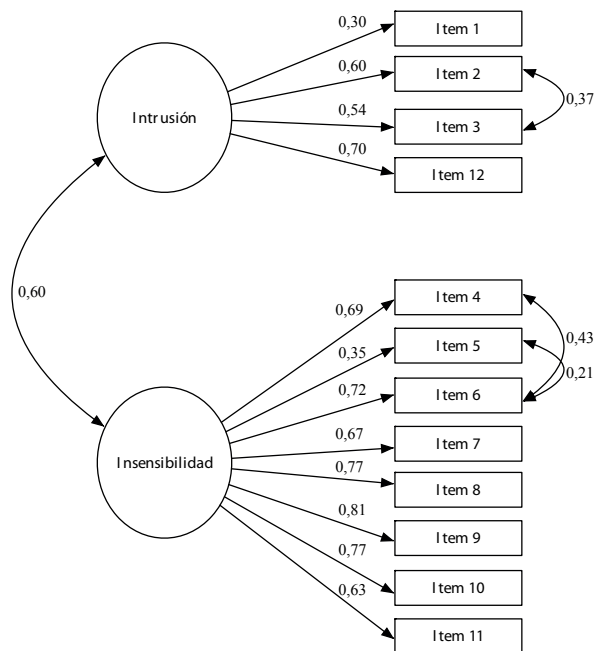 0,30
Item 1
0,60
Item 2
0,37
0,54
Item 3
Intrusión
0,70
Item 12
0,60
0,69
Item 4
0,43
0,35
Item 5
0,21
0,72
Item 6
0,67
Item 7
Insensibilidad
0,77
Item 8
0,81
Item 9
0,77
Item 10
0,63
Item 11